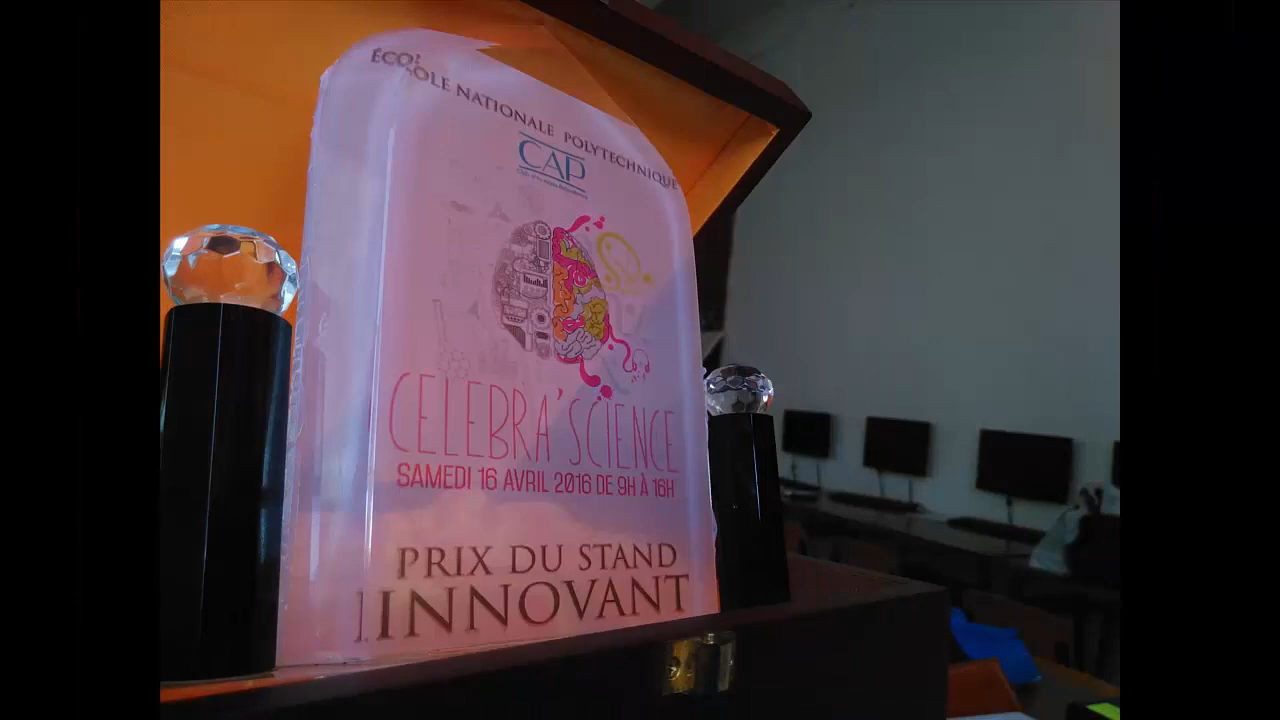 ÉCOLE NATIONALE POLYTECHNIQUE
CAP
CELEBRA'SCIENCE
SAMEDI 16 AVRIL 2016 DE 9H À 16H
PRIX DU STAND
INNOVANT